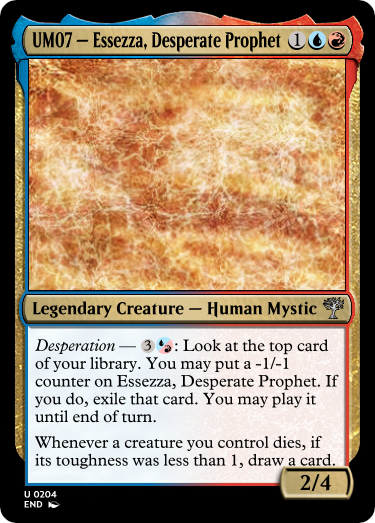 UM07 – Essezza, Desperate Prophet 1
Legendary Creature — Human Mystic
Desperation — 3: Look at the top card
of your library. You may put a -1/-1
counter on Essezza, Desperate Prophet. If
you do, exile that card. You may play it
until end of turn.
Whenever a creature you control dies, if
its toughness was less than 1, draw a card.
2/4
U 0204
END